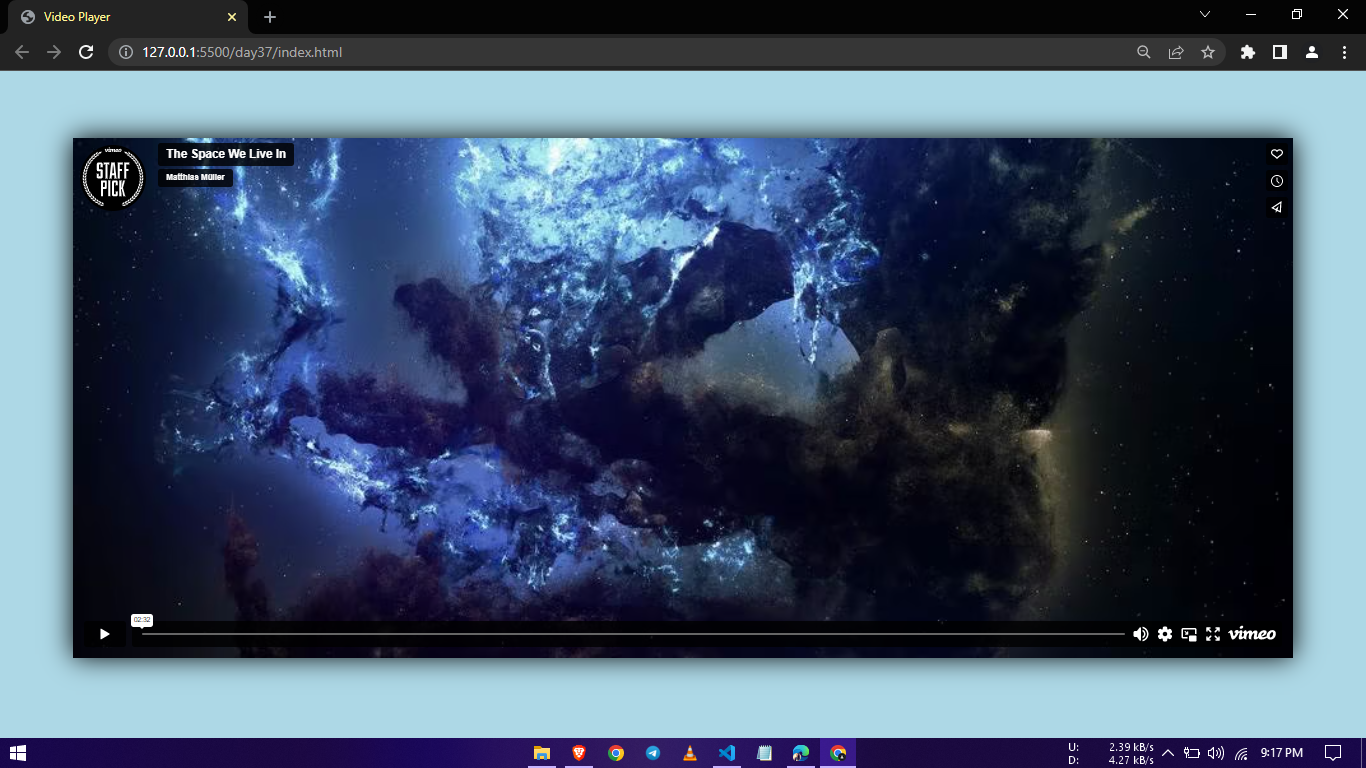 Video Player
127.0.0.1:5500/day37/index.html
vimeo
STAFF
PICK
The Space We Live In
Matthias Müller
02:32
vimeo
U: 2.39 kB/s
D: 4.27 kB/s
9:17 PM